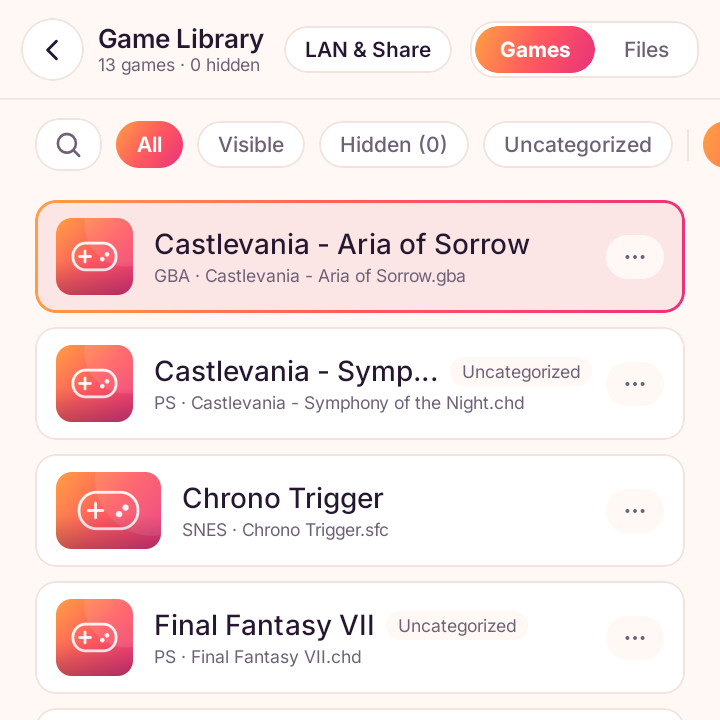 Game Library
13 games · 0 hidden
LAN & Share
Games
Files
All
Visible
Hidden (0)
Uncategorized
Castlevania - Aria of Sorrow
GBA · Castlevania - Aria of Sorrow.gba
Castlevania - Symp...
Uncategorized
PS · Castlevania - Symphony of the Night.chd
Chrono Trigger
SNES · Chrono Trigger.sfc
Final Fantasy VII
Uncategorized
PS · Final Fantasy VII.chd